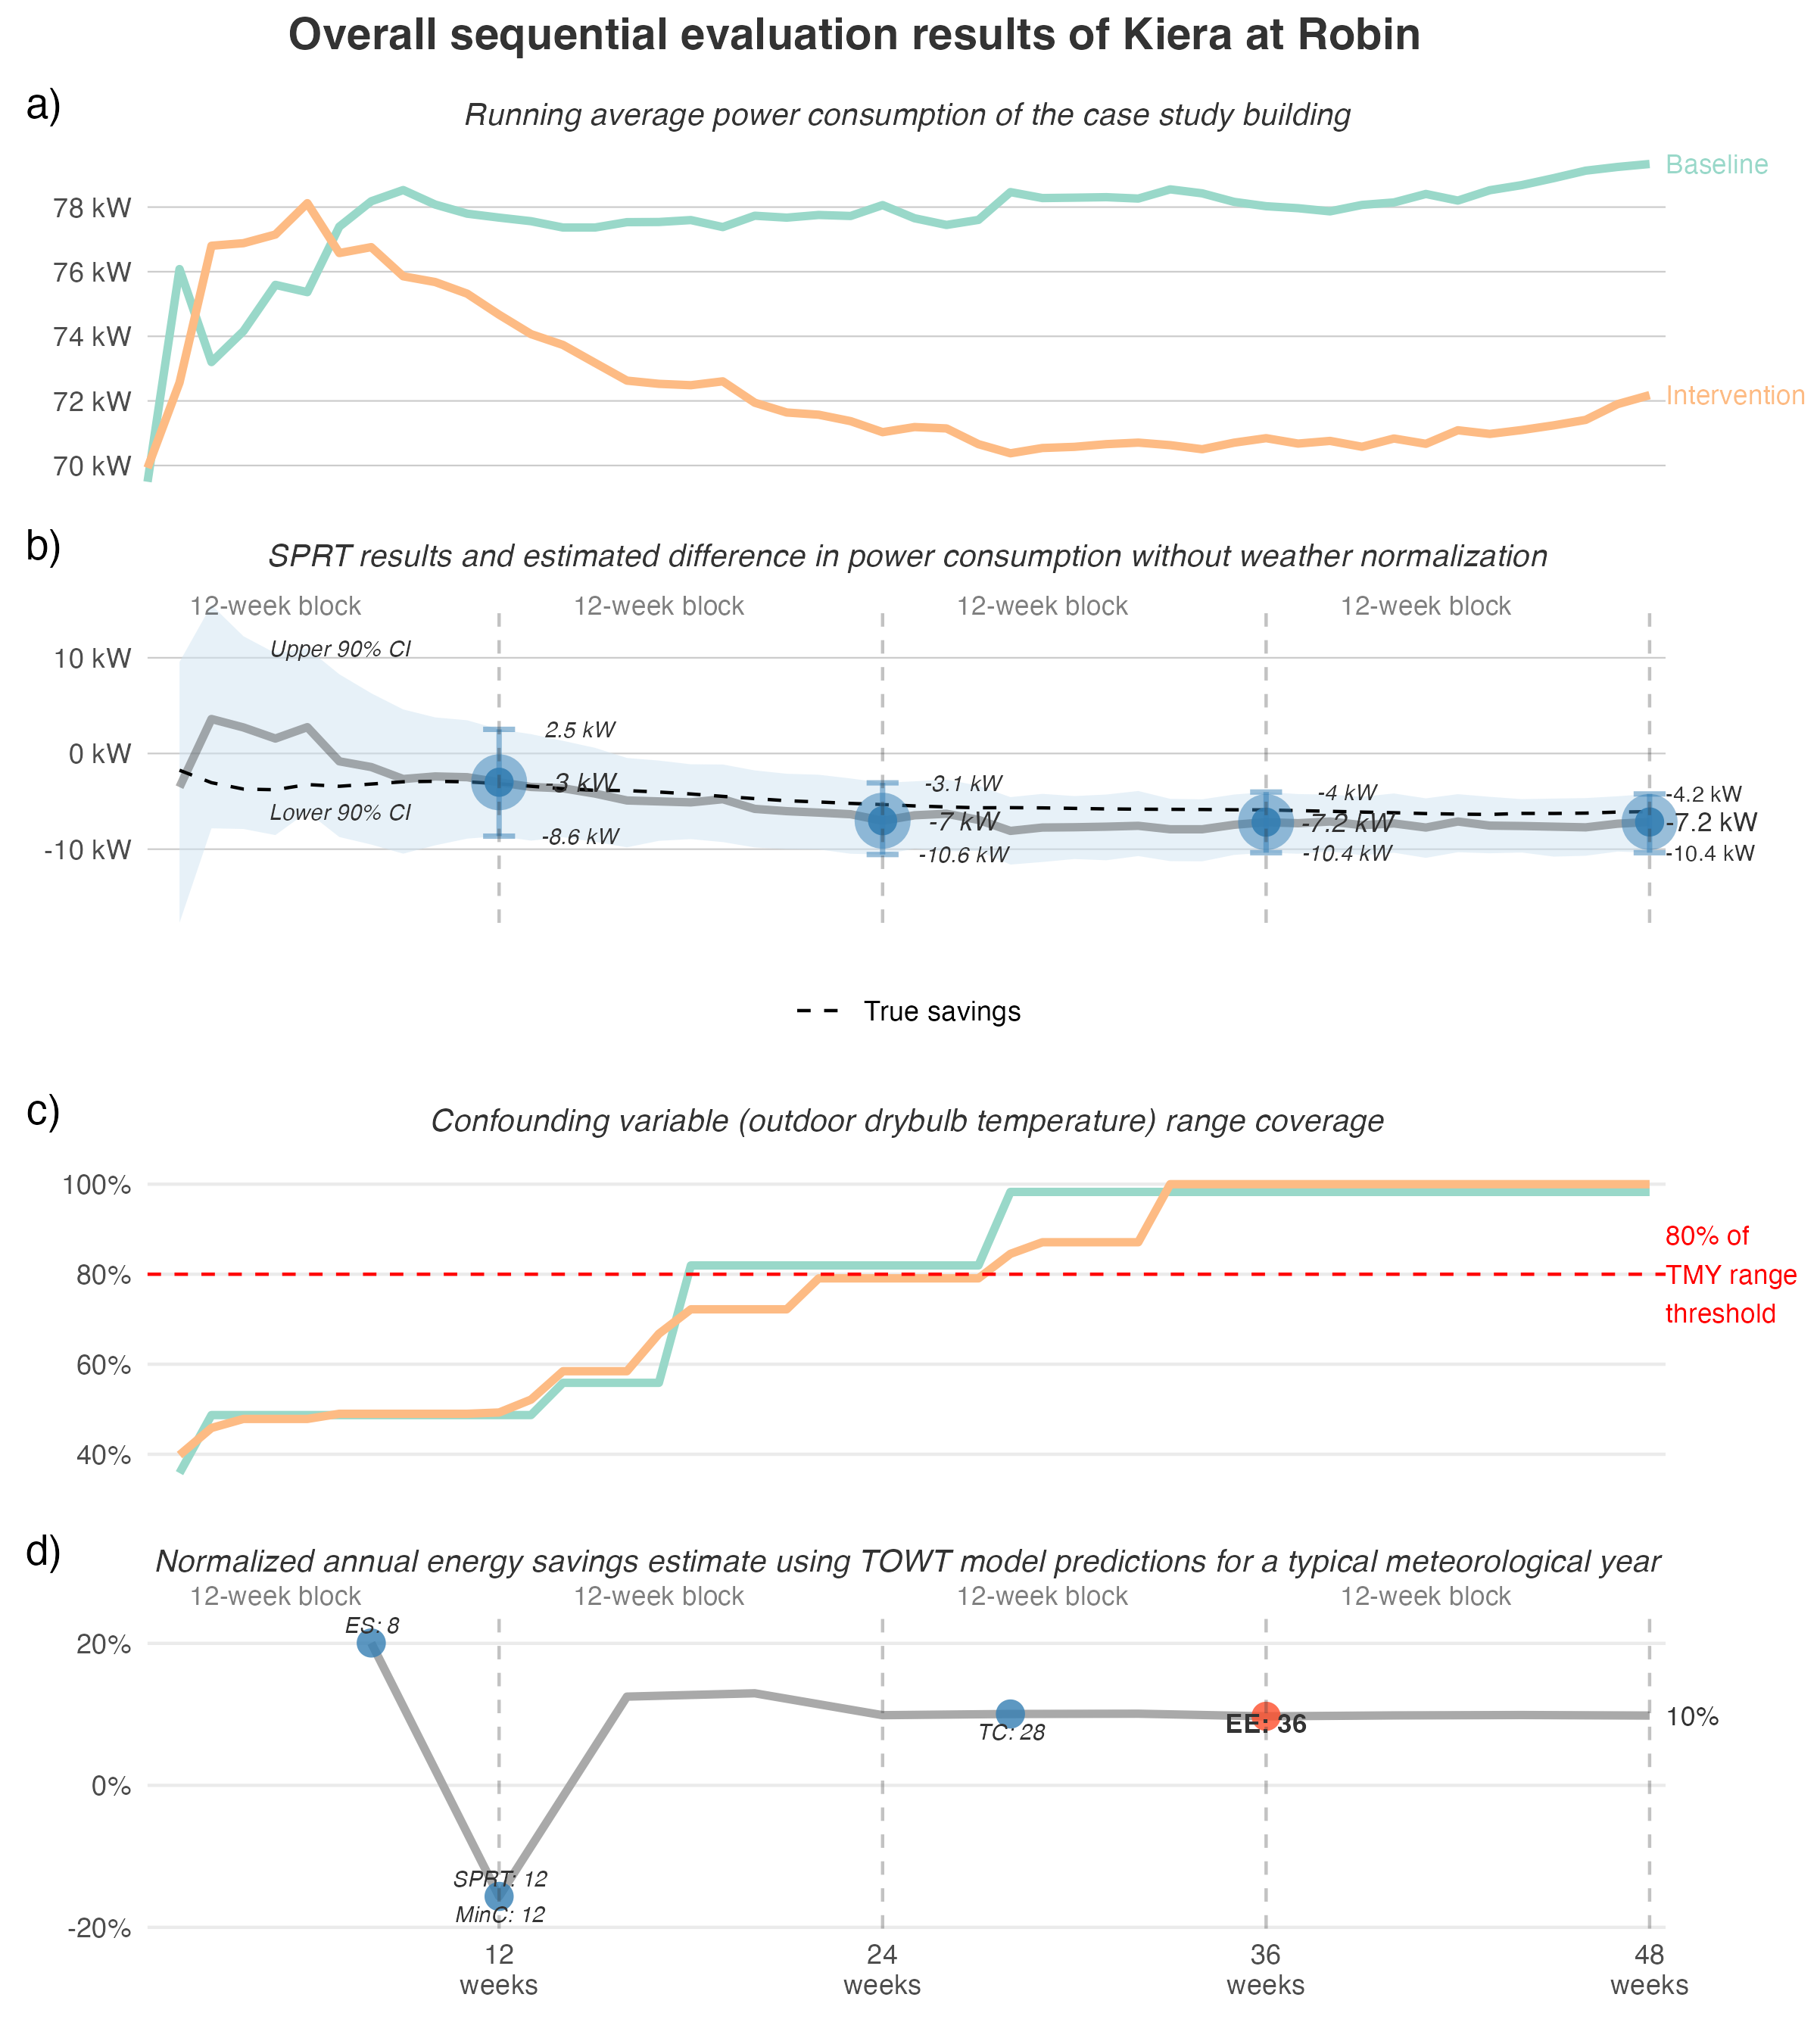 Overall sequential evaluation results of Kiera at Robin
a)
Running average power consumption of the case study building
Baseline
78 kW
76 kW
74 kW
72 kW
Intervention
70 kW
b)
SPRT results and estimated difference in power consumption without weather normalization
12-week block
12-week block
12-week block
12-week block
Upper 90% CI
10 kW
2.5 kW
0 kW
-3 kW
-3.1 kW
-4 kW
-4.2 kW
Lower 90% CI
-7 kW
-7.2 kW
-7.2 kW
-8.6 kW
-10 kW
-10.6 kW
-10.4 kW
-10.4 kW
True savings
c)
Confounding variable (outdoor drybulb temperature) range coverage
100%
80% of
TMY range
threshold
80%
60%
40%
d)
Normalized annual energy savings estimate using TOWT model predictions for a typical meteorological year
12-week block
12-week block
12-week block
12-week block
ES: 8
20%
TC: 28
EE: 36
10%
0%
SPRT: 12
MinC: 12
-20%
12
weeks
24
weeks
36
weeks
48
weeks